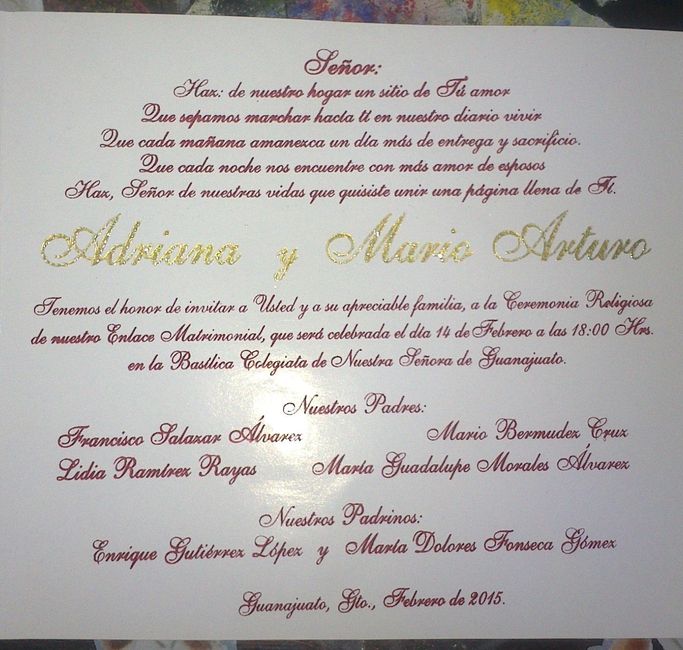 Señor:
Haz: de nuestro hogar un sitio de Tú amor
Que sepamos marchar hacía tí en nuestro diario vivir
Que cada mañana amanezca un día más de entrega y sacrificio.
Que cada noche nos encuentre con más amor de esposos
Haz, Señor de nuestras vidas que quisiste unir una página llena de Tí.
Adriana y Mario Arturo
Tenemos el honor de invitar a Usted y a su apreciable familia, a la Ceremonia Religiosa
de nuestro Enlace Matrimonial, que será celebrada el día 14 de Febrero a las 18:00 Hrs.
en la Basílica Colegiata de Nuestra Señora de Guanajuato.
Nuestros Padres:
Francisco Salazar Álvarez Mario Bermudez Cruz
Lidia Ramírez Rayas María Guadalupe Morales Álvarez
Nuestros Padrinos:
Enrique Gutiérrez López y María Dolores Fonseca Gómez
Guanajuato, Gto., Febrero de 2015.